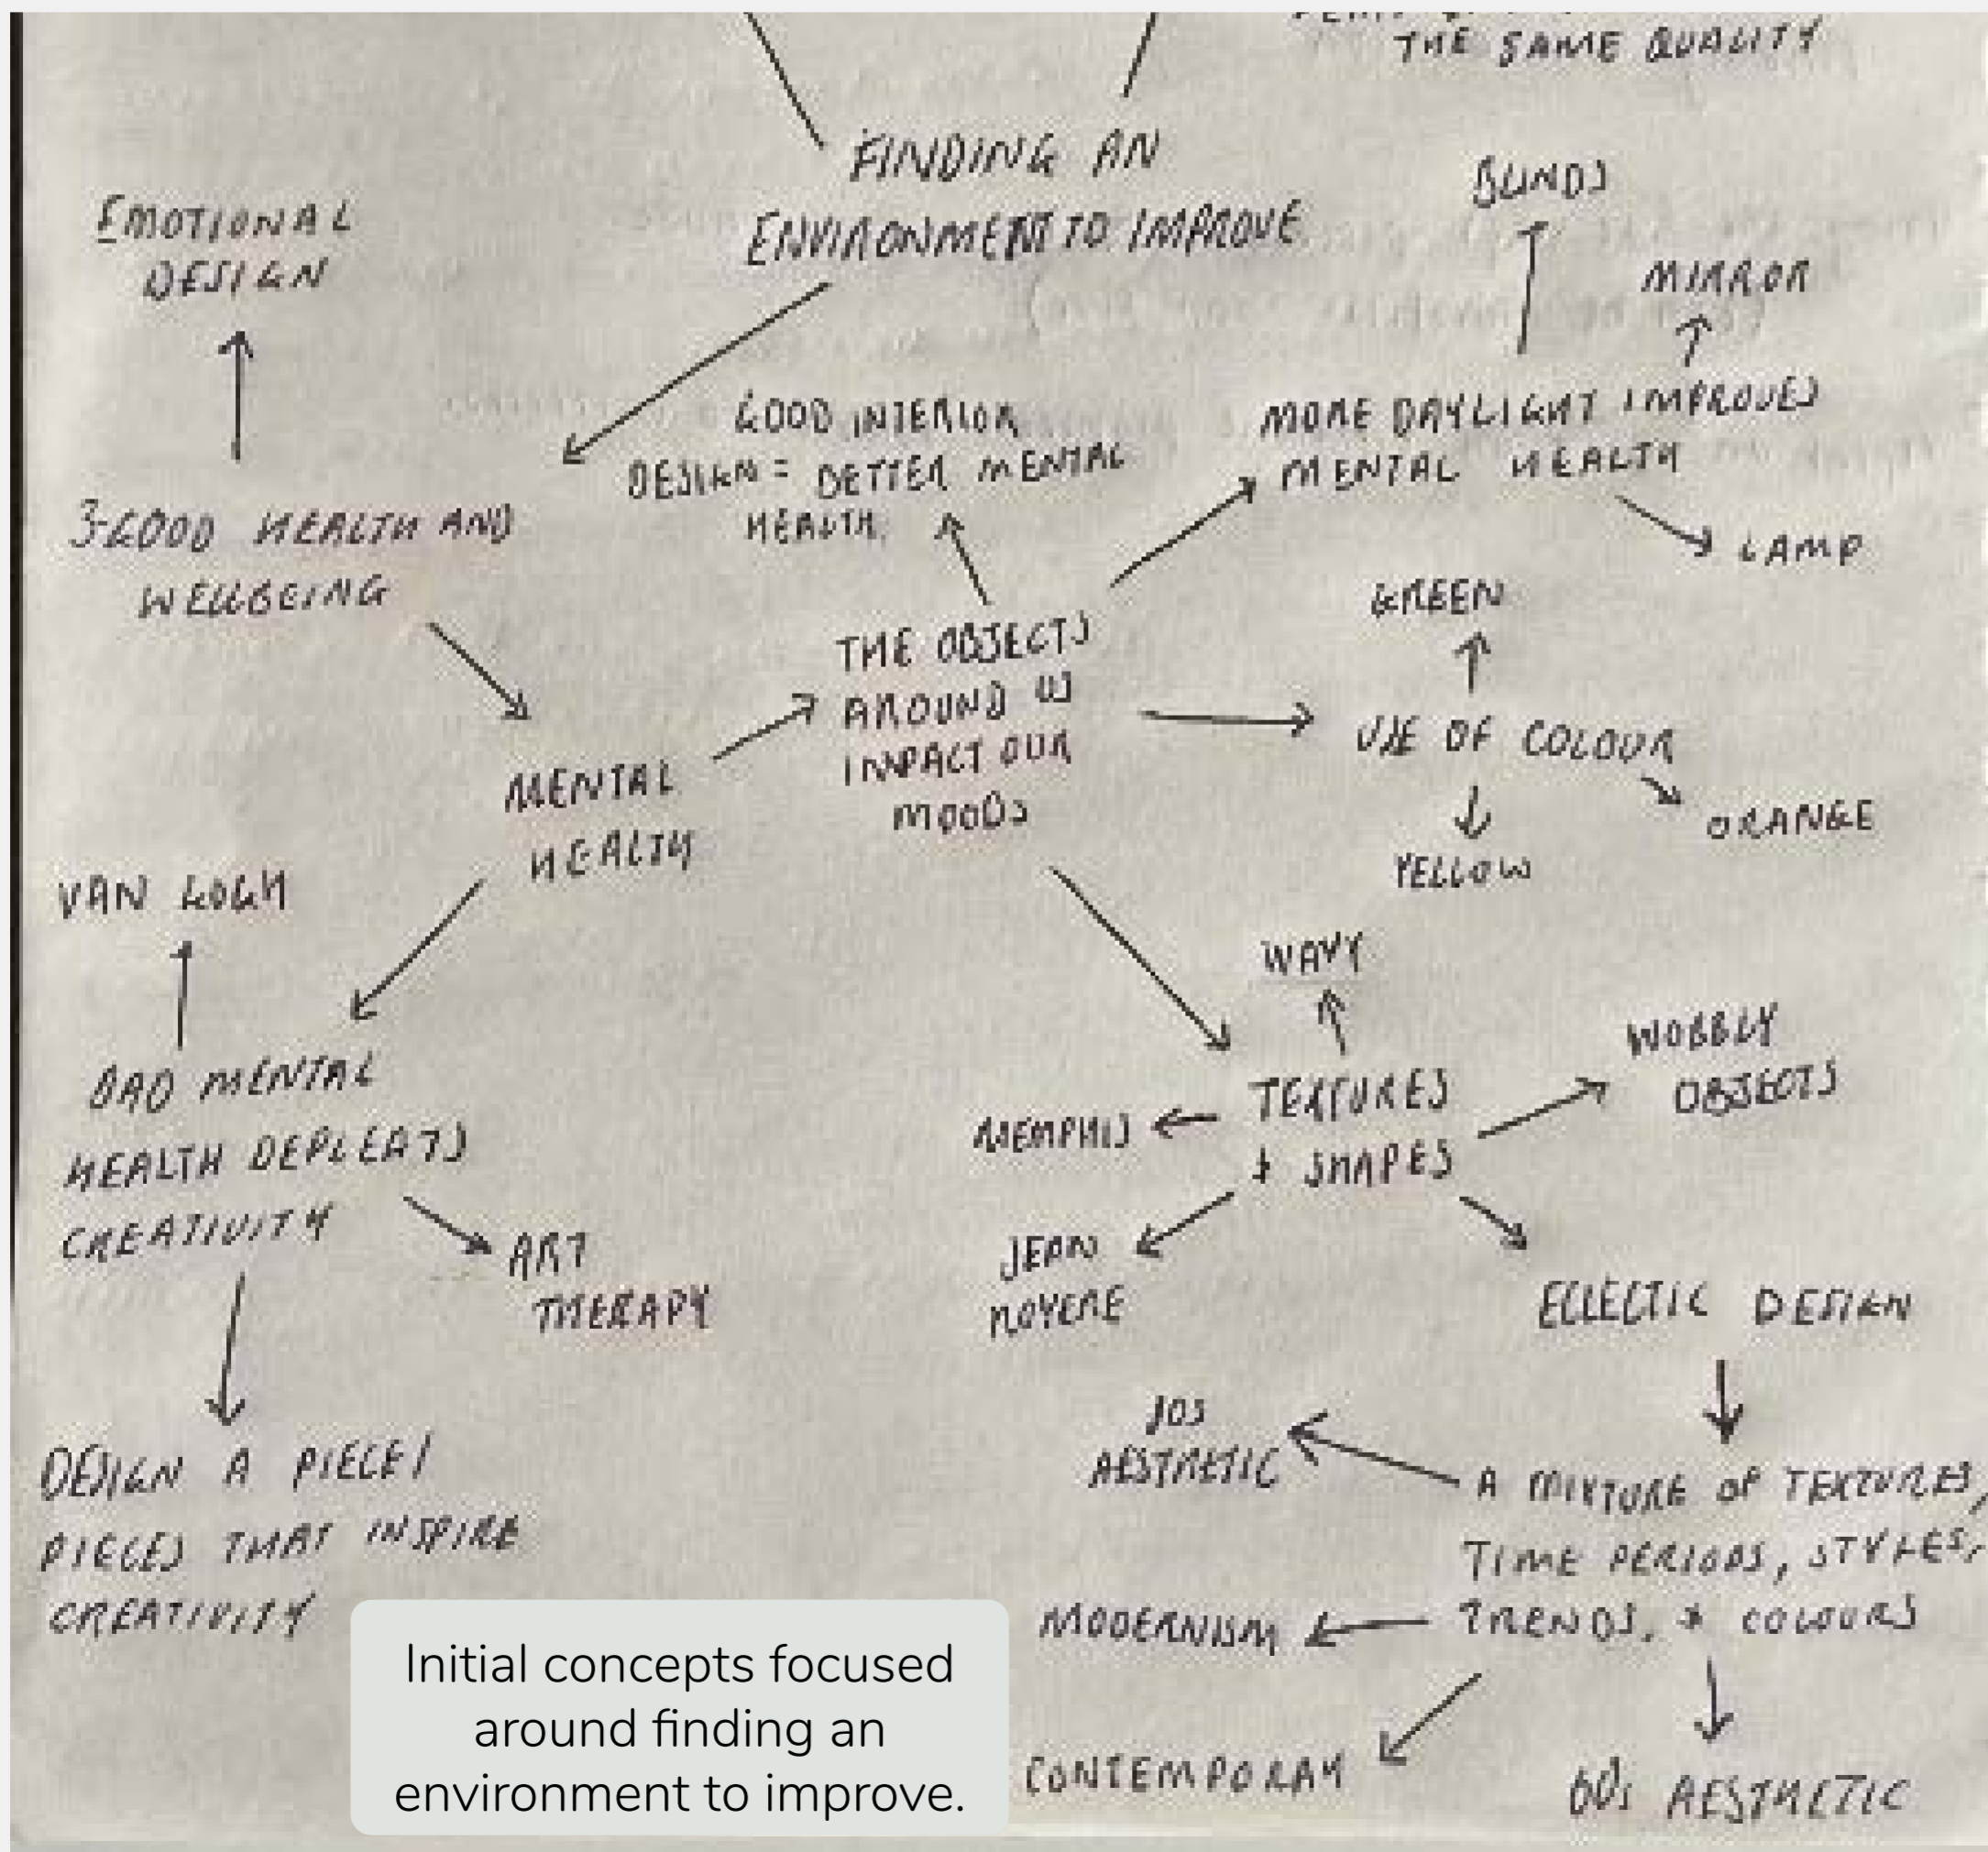 THE SAME QUALITY
FINDING AN
ENVIRONMENT TO IMPROVE
EMOTIONAL
DESIGN
BLINDS
MIRROR
GOOD INTERIOR
DESIGN = BETTER MENTAL
HEALTH.
MORE DAYLIGHT IMPROVES
MENTAL HEALTH
LAMP
3-GOOD HEALTH AND
WELLBEING
GREEN
THE OBJECTS
AROUND US
IMPACT OUR
MOODS
USE OF COLOUR
ORANGE
YELLOW
MENTAL
HEALTH
VAN GOGH
WAVY
WOBBLY
OBJECTS
BAD MENTAL
HEALTH DEPLEATS
CREATIVITY
TEXTURES
+ SHAPES
MEMPHIS
JEAN
ROYERE
ART
THERAPY
ECLECTIC DESIGN
DESIGN A PIECE/
PIECES THAT INSPIRE
CREATIVITY
AESTHETIC
A MIXTURE OF TEXTURES,
TIME PERIODS, STYLES,
TRENDS, + COLOURS
MODERNISM
CONTEMPORAY
60s AESTHETIC
Initial concepts focused
around finding an
environment to improve.